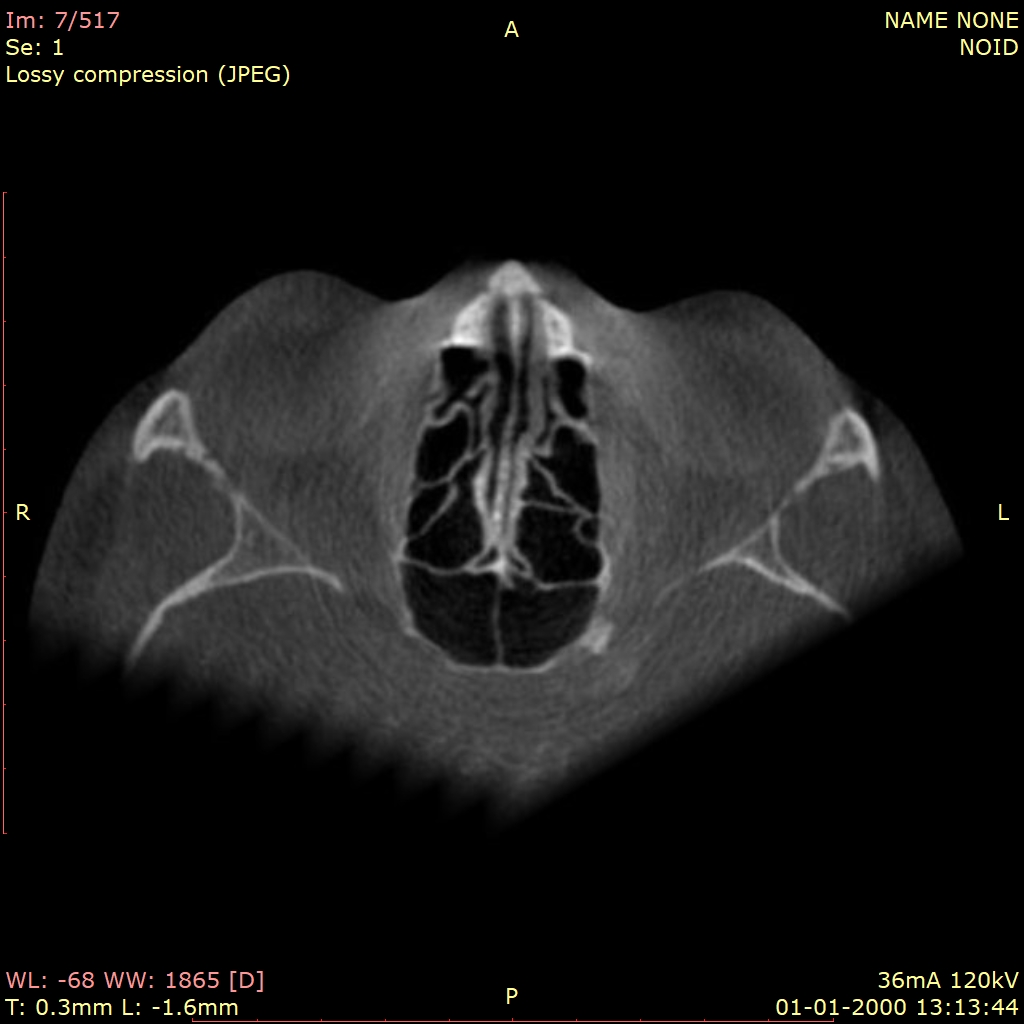 Im: 7/517
Se: 1
Lossy compression (JPEG)
A
NAME NONE
NOID
R
L
WL: -68 WW: 1865 [D]
T: 0.3mm L: -1.6mm
P
36mA 120kV
01-01-2000 13:13:44